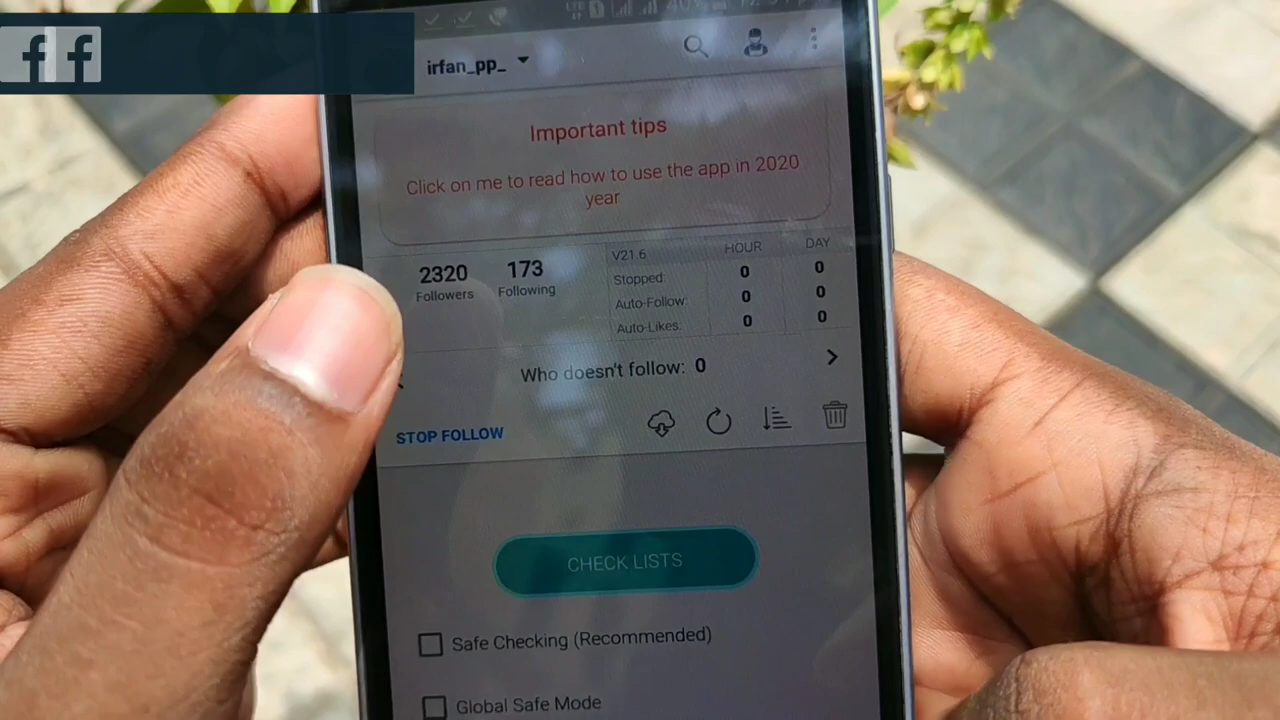 irfan_pp_
Important tips
Click on me to read how to use the app in 2020
year
2320
Followers
173
Following
V21.6 HOUR DAY
Stopped: 0 0
Auto-Follow: 0 0
Auto-Likes: 0 0
Who doesn't follow: 0
STOP FOLLOW
CHECK LISTS
Safe Checking (Recommended)
Global Safe Mode